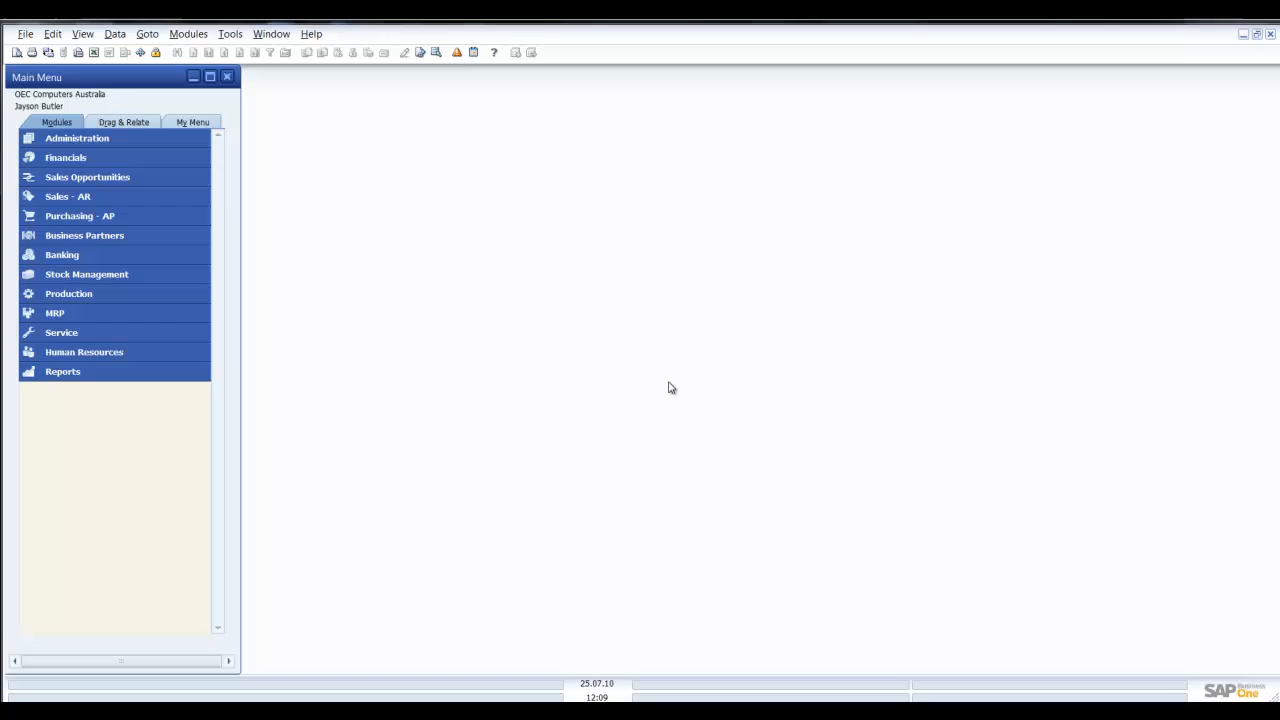 File Edit View Data Goto Modules Tools Window Help
Main Menu
OEC Computers Australia
Jayson Butler
Modules Drag & Relate My Menu
Administration
Financials
Sales Opportunities
Sales - AR
Purchasing - AP
Business Partners
Banking
Stock Management
Production
MRP
Service
Human Resources
Reports
25.07.10
12:09
SAP Business One